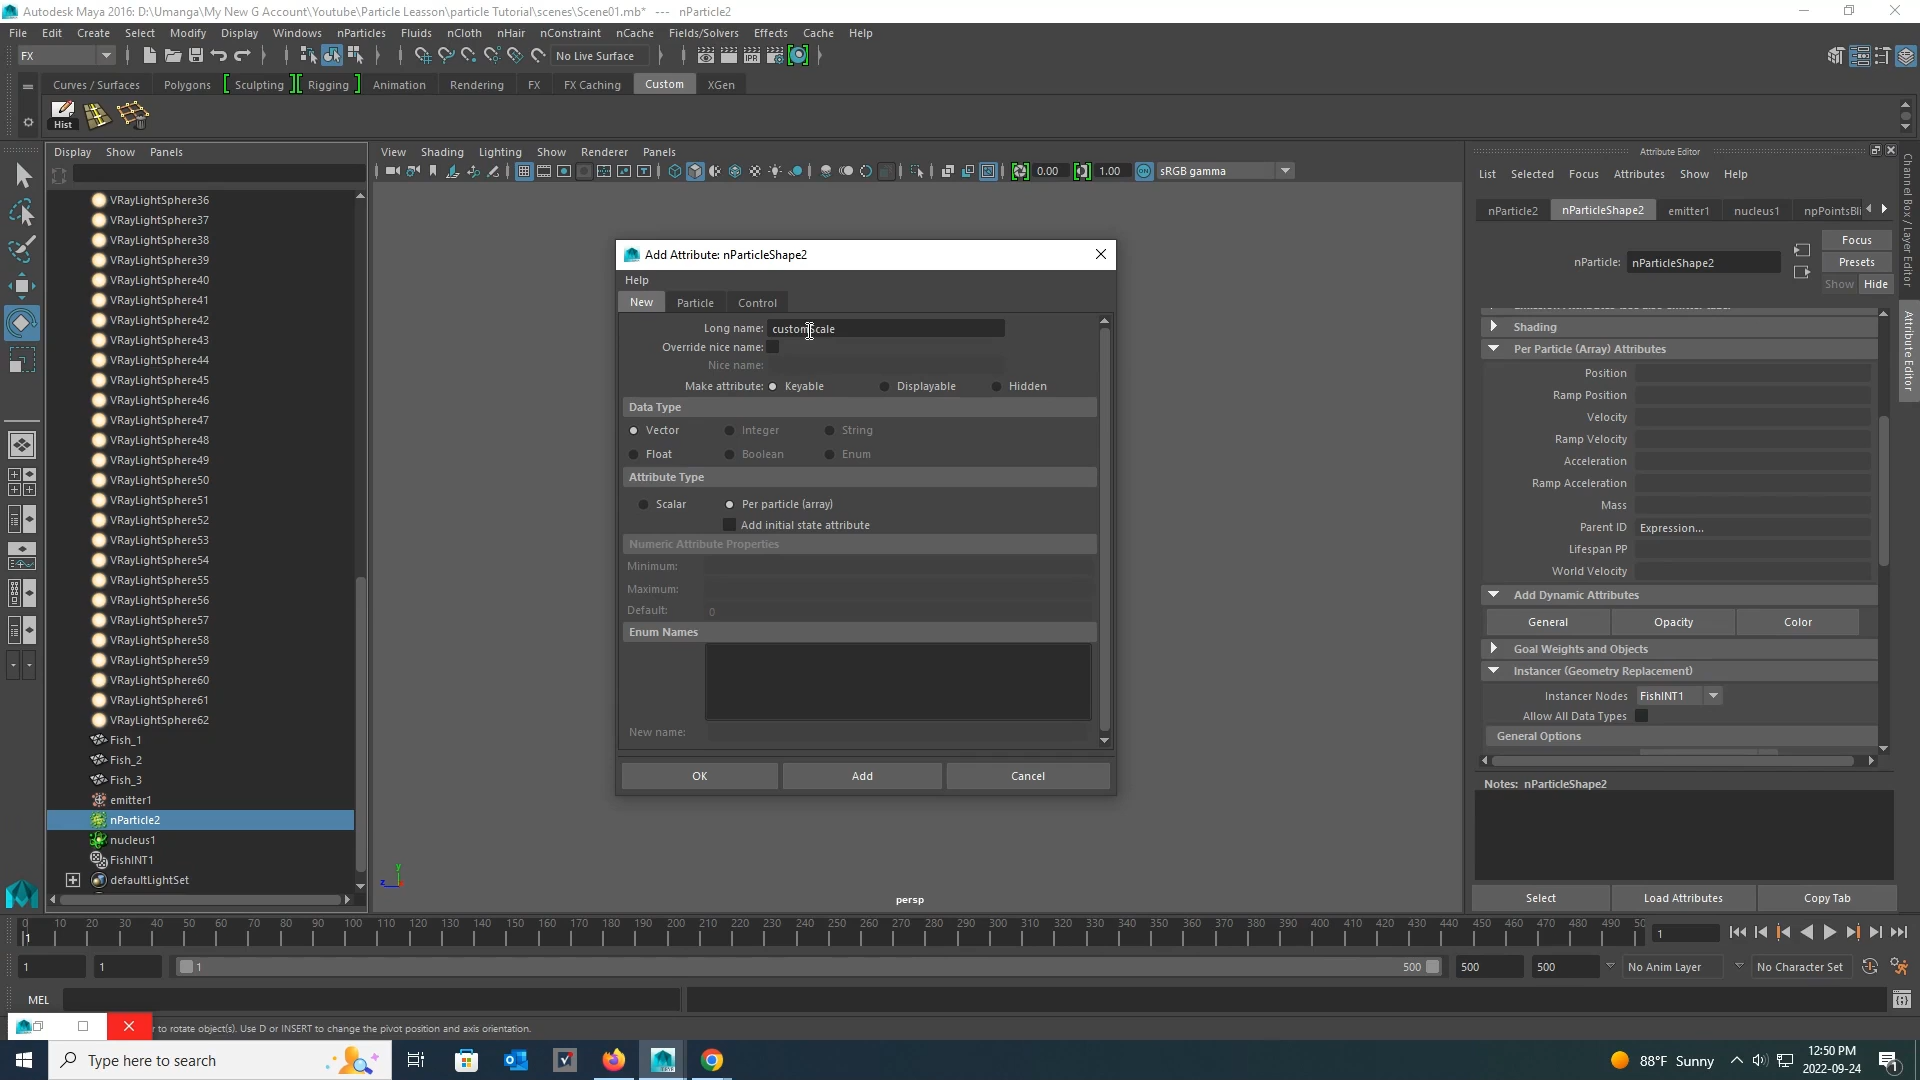 Autodesk Maya 2016: D:\Umanga\My New G Account\Youtube\Particle Leasson\particle Tutorial\scenes\Scene01.mb* --- nParticle2
File Edit Create Select Modify Display Windows nParticles Fluids nCloth nHair nConstraint nCache Fields/Solvers Effects Cache Help
FX No Live Surface
Curves / Surfaces Polygons Sculpting Rigging Animation Rendering FX FX Caching Custom XGen
Hist
Display Show Panels
View Shading Lighting Show Renderer Panels
0.00 1.00 ON sRGB gamma
VRayLightSphere36
VRayLightSphere37
VRayLightSphere38
VRayLightSphere39
VRayLightSphere40
VRayLightSphere41
VRayLightSphere42
VRayLightSphere43
VRayLightSphere44
VRayLightSphere45
VRayLightSphere46
VRayLightSphere47
VRayLightSphere48
VRayLightSphere49
VRayLightSphere50
VRayLightSphere51
VRayLightSphere52
VRayLightSphere53
VRayLightSphere54
VRayLightSphere55
VRayLightSphere56
VRayLightSphere57
VRayLightSphere58
VRayLightSphere59
VRayLightSphere60
VRayLightSphere61
VRayLightSphere62
Fish_1
Fish_2
Fish_3
emitter1
nParticle2
nucleus1
FishINT1
defaultLightSet
Add Attribute: nParticleShape2
Help
New Particle Control
Long name:
Override nice name:
Nice name:
Make attribute: Keyable Displayable Hidden
Data Type
Vector Integer String
Float Boolean Enum
Attribute Type
Scalar Per particle (array)
Add initial state attribute
Numeric Attribute Properties
Minimum:
Maximum:
Default: 0
Enum Names
New name:
OK Add Cancel
y
z
persp
Attribute Editor
List Selected Focus Attributes Show Help
nParticle2 nParticleShape2 emitter1 nucleus1 npPointsBli
nParticle: nParticleShape2
Focus
Presets
Show Hide
Shading
Per Particle (Array) Attributes
Position
Ramp Position
Velocity
Ramp Velocity
Acceleration
Ramp Acceleration
Mass
Parent ID Expression...
Lifespan PP
World Velocity
Add Dynamic Attributes
General Opacity Color
Goal Weights and Objects
Instancer (Geometry Replacement)
Instancer Nodes FishINT1
Allow All Data Types
General Options
Notes: nParticleShape2
Select Load Attributes Copy Tab
Channel Box / Layer Editor
Attribute Editor
0 10 20 30 40 50 60 70 80 90 100 110 120 130 140 150 160 170 180 190 200 210 220 230 240 250 260 270 280 290 300 310 320 330 340 350 360 370 380 390 400 410 420 430 440 450 460 470 480 490 50
1 1
1 1 1 500 500 500 No Anim Layer No Character Set
MEL
to rotate object(s). Use D or INSERT to change the pivot position and axis orientation.
Type here to search
88°F Sunny
12:50 PM
2022-09-24
1